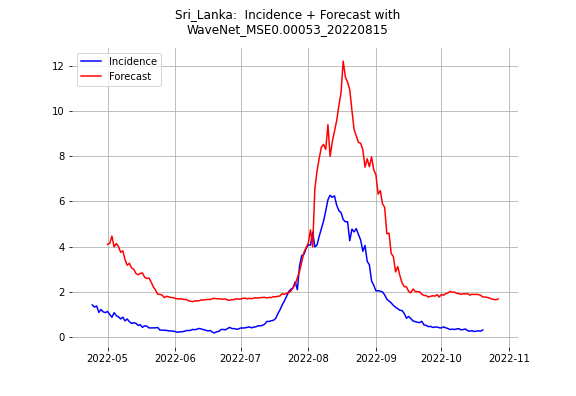 Sri_Lanka:  Incidence + Forecast with
WaveNet_MSE0.00053_20220815
Incidence
Forecast
12
10
8
6
4
2
0
2022-05 2022-06 2022-07 2022-08 2022-09 2022-10 2022-11